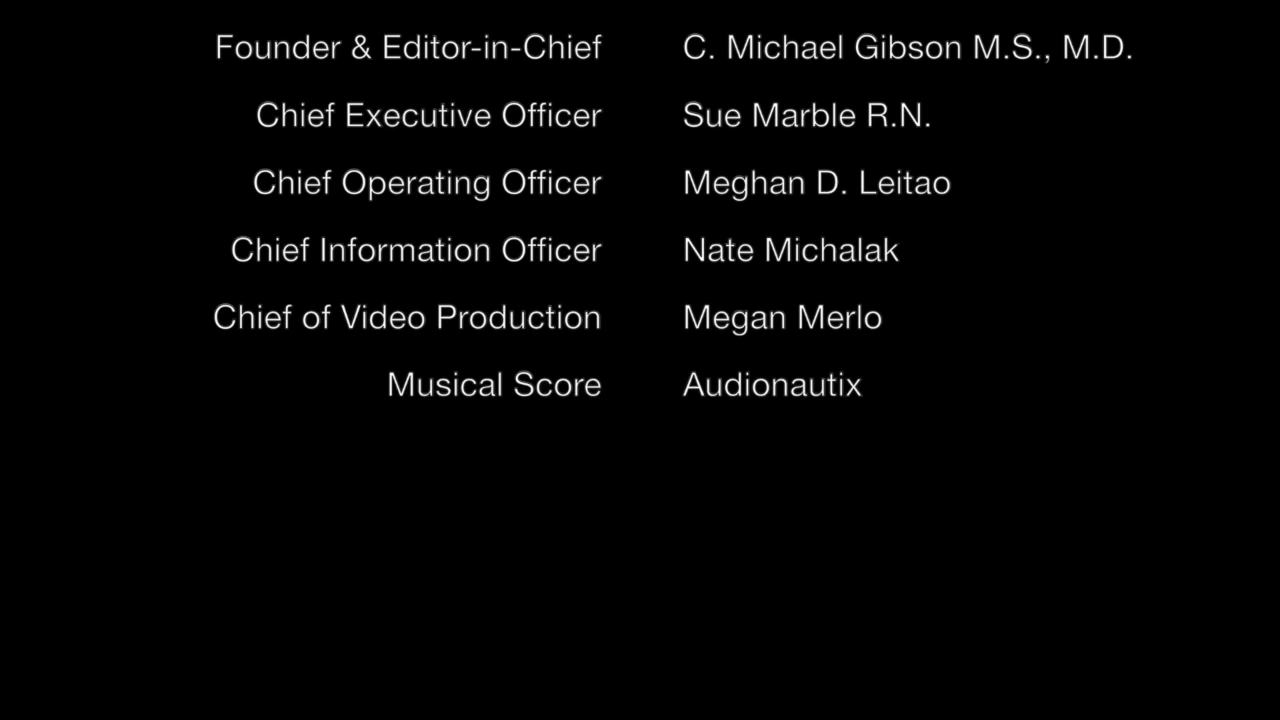 Founder & Editor-in-Chief C. Michael Gibson M.S., M.D.
Chief Executive Officer Sue Marble R.N.
Chief Operating Officer Meghan D. Leitao
Chief Information Officer Nate Michalak
Chief of Video Production Megan Merlo
Musical Score Audionautix